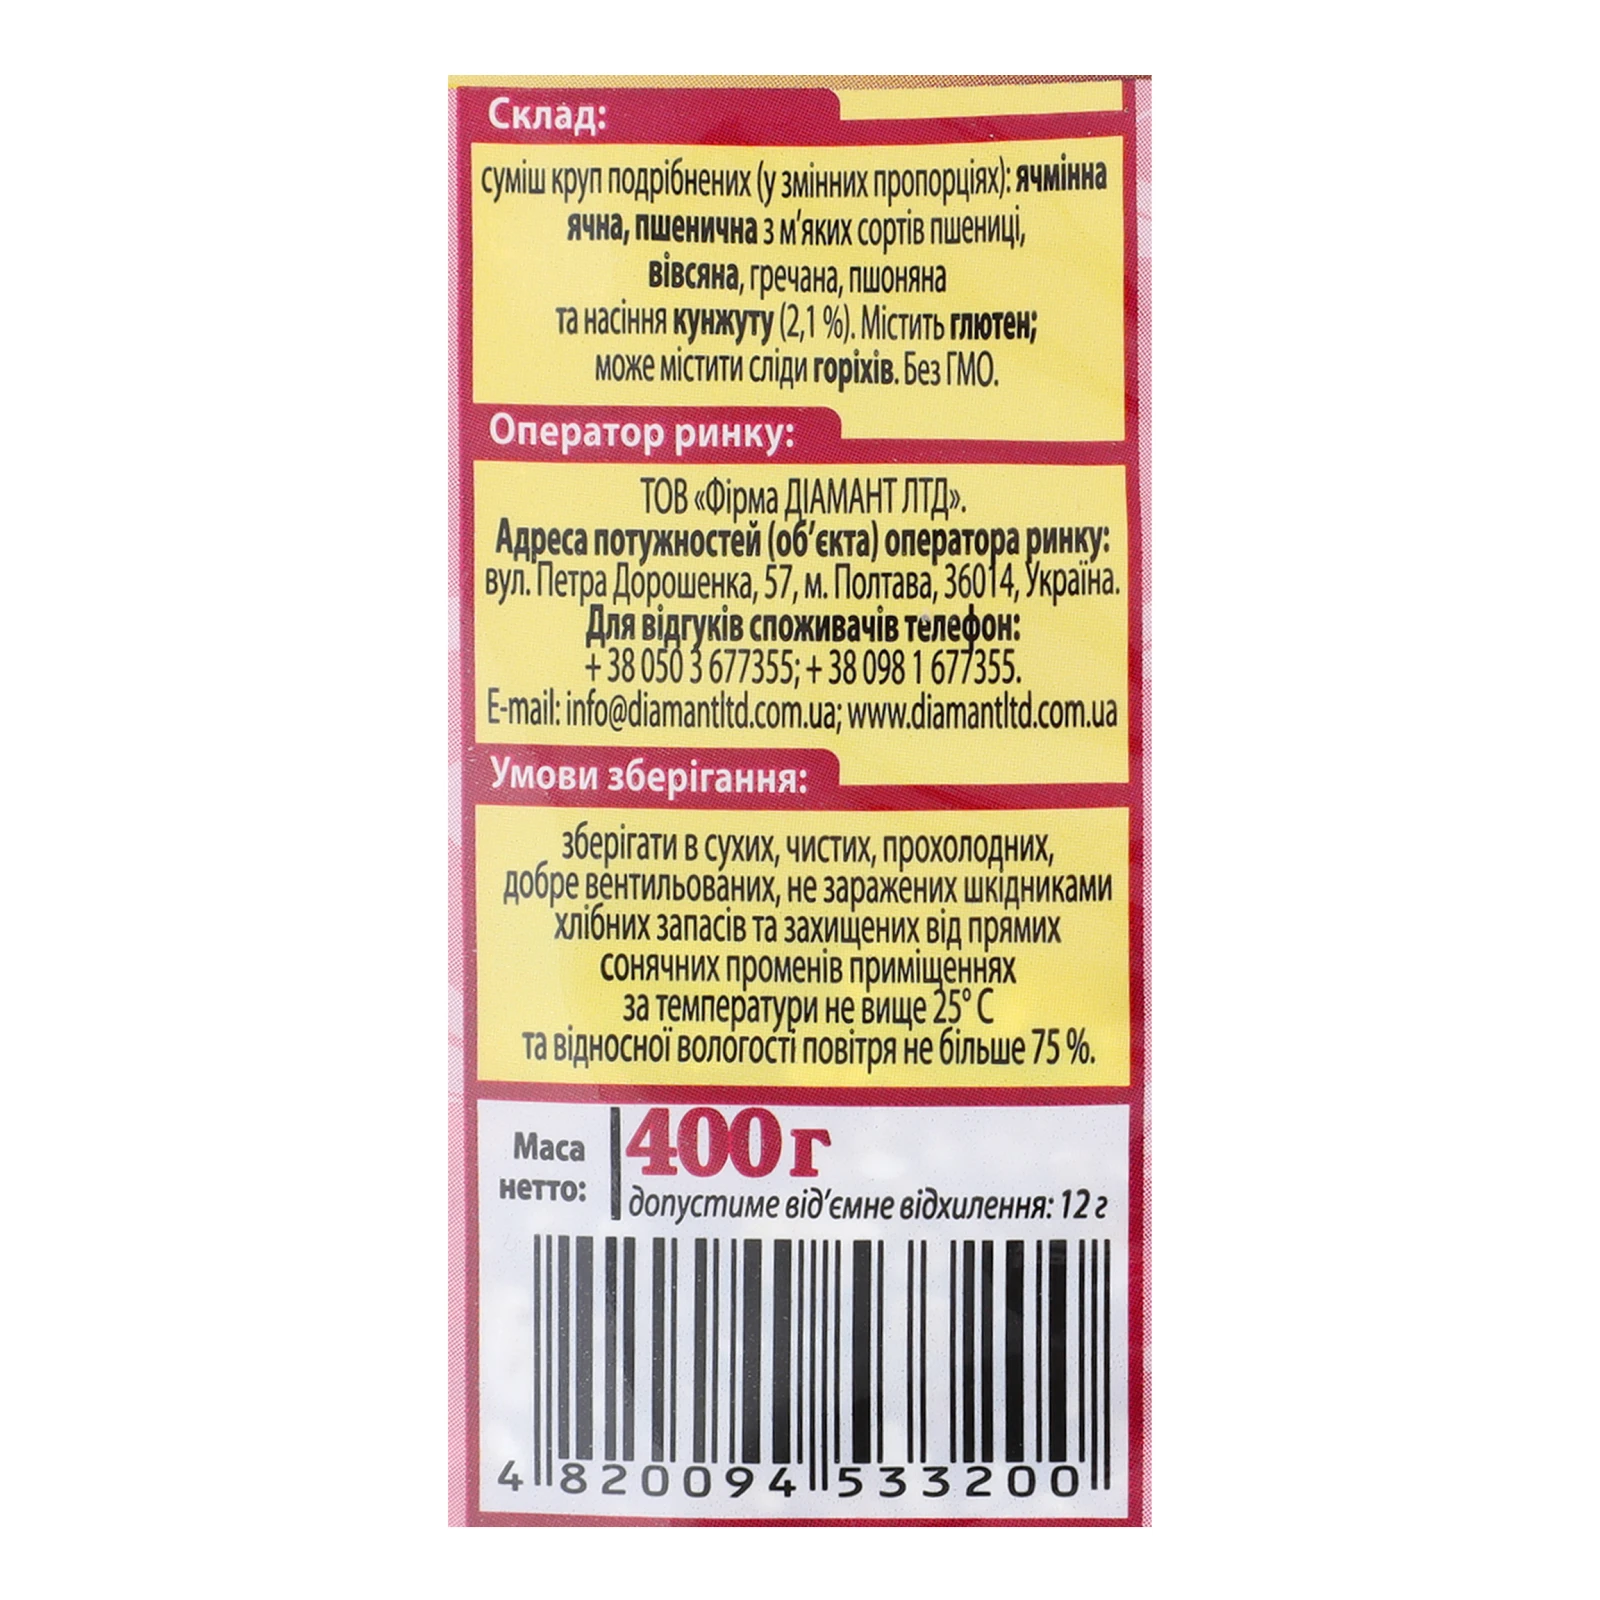 Склад:
суміш круп подрібнених (у змінних пропорціях): ячмінна
ячна, пшенична з м'яких сортів пшениці,
вівсяна, гречана, пшоняна
та насіння кунжуту (2,1 %). Містить глютен;
може містити сліди горіхів. Без ГМО.
Оператор ринку:
ТОВ «Фірма ДІАМАНТ ЛТД».
Адреса потужностей (об'єкта) оператора ринку:
вул. Петра Дорошенка, 57, м. Полтава, 36014, Україна.
Для відгуків споживачів телефон:
+ 38 050 3 677355; + 38 098 1 677355.
E-mail: info@diamantltd.com.ua; www.diamantltd.com.ua
Умови зберігання:
зберігати в сухих, чистих, прохолодних,
добре вентильованих, не заражених шкідниками
хлібних запасів та захищених від прямих
сонячних променів приміщеннях
за температури не вище 25° С
та відносної вологості повітря не більше 75 %.
Маса
нетто:
400 г
допустиме від'ємне відхилення: 12 г
4 820094 533200